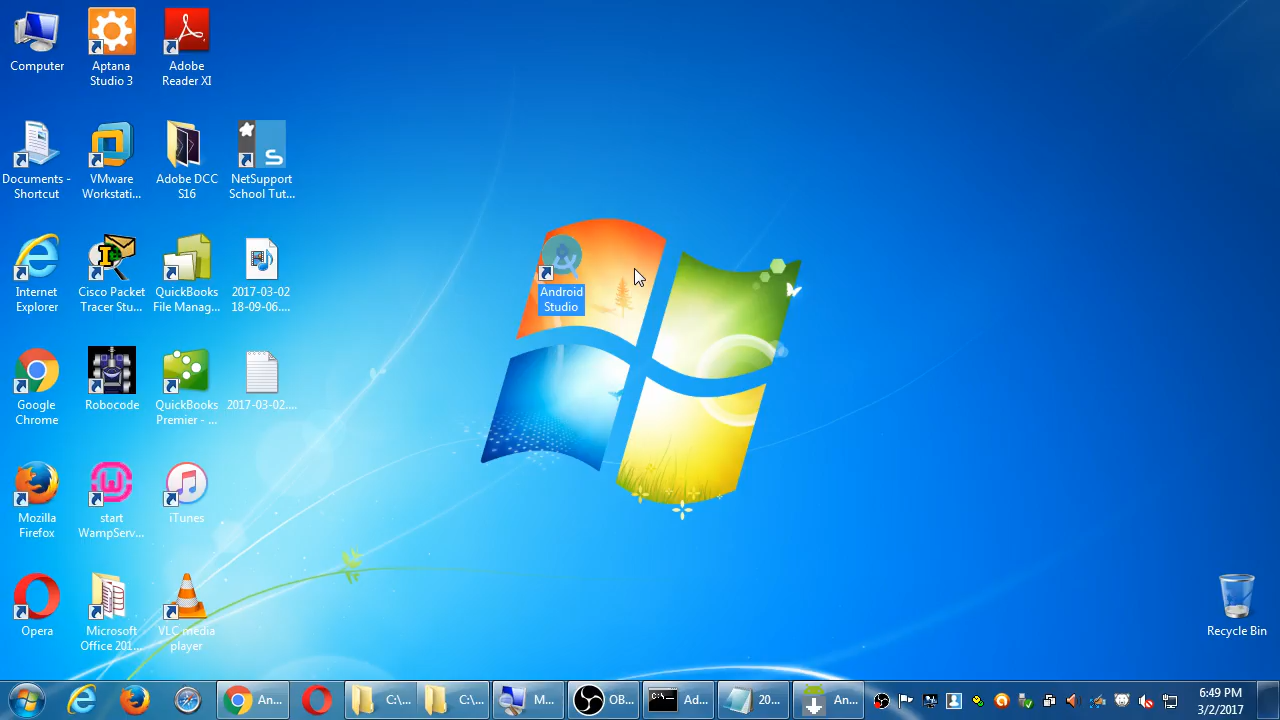 Computer
Aptana
Studio 3
Adobe
Reader XI
Documents -
Shortcut
VMware
Workstati...
Adobe DCC
S16
NetSupport
School Tut...
Internet
Explorer
Cisco Packet
Tracer Stu...
QuickBooks
File Manag...
2017-03-02
18-09-06....
Android
Studio
Google
Chrome
Robocode
QuickBooks
Premier - ...
2017-03-02....
Mozilla
Firefox
start
WampServ...
iTunes
Opera
Microsoft
Office 201...
VLC media
player
Recycle Bin
An...
C:\...
C:\...
M...
OB...
Ad...
20...
An...
6:49 PM
3/2/2017